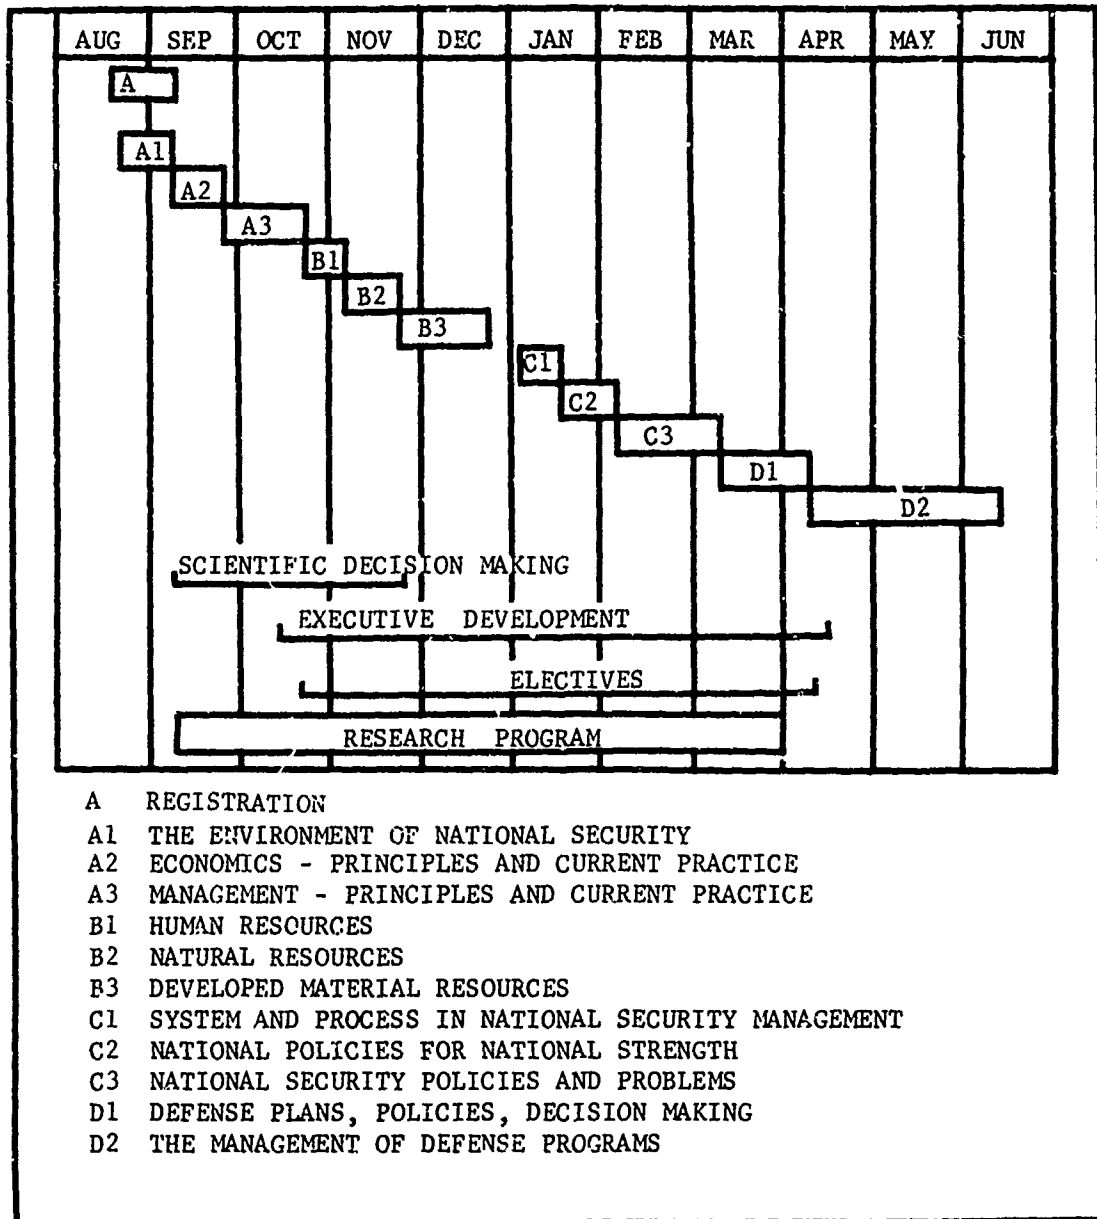 AUG SEP OCT NOV DEC JAN FEB MAR APR MAY JUN
A
A1
A2
A3
B1
B2
B3
C1
C2
C3
D1
D2
SCIENTIFIC DECISION MAKING
EXECUTIVE DEVELOPMENT
ELECTIVES
RESEARCH PROGRAM
A REGISTRATION
A1 THE ENVIRONMENT OF NATIONAL SECURITY
A2 ECONOMICS - PRINCIPLES AND CURRENT PRACTICE
A3 MANAGEMENT - PRINCIPLES AND CURRENT PRACTICE
B1 HUMAN RESOURCES
B2 NATURAL RESOURCES
B3 DEVELOPED MATERIAL RESOURCES
C1 SYSTEM AND PROCESS IN NATIONAL SECURITY MANAGEMENT
C2 NATIONAL POLICIES FOR NATIONAL STRENGTH
C3 NATIONAL SECURITY POLICIES AND PROBLEMS
D1 DEFENSE PLANS, POLICIES, DECISION MAKING
D2 THE MANAGEMENT OF DEFENSE PROGRAMS